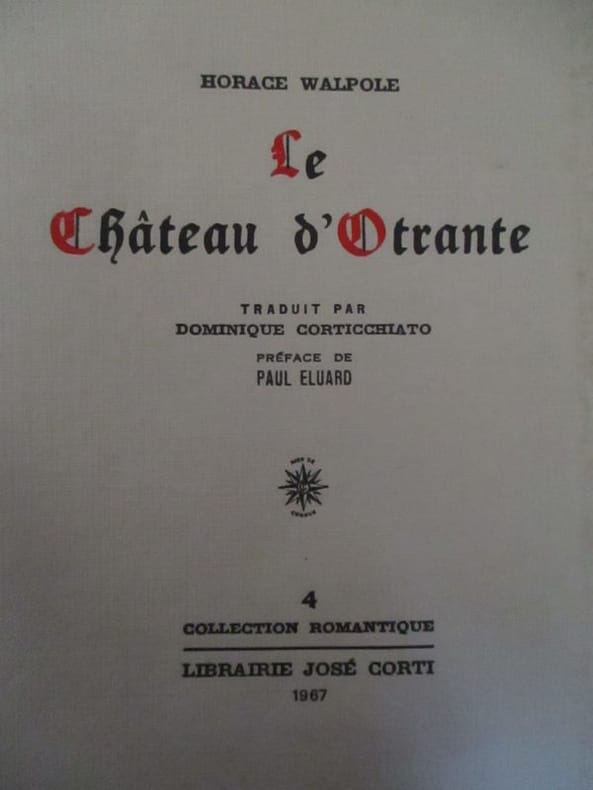 HORACE WALPOLE
Le
Château d'Otrante
TRADUIT PAR
DOMINIQUE CORTICCHIATO
PRÉFACE DE
PAUL ELUARD
4
COLLECTION ROMANTIQUE
LIBRAIRIE JOSÉ CORTI
1967